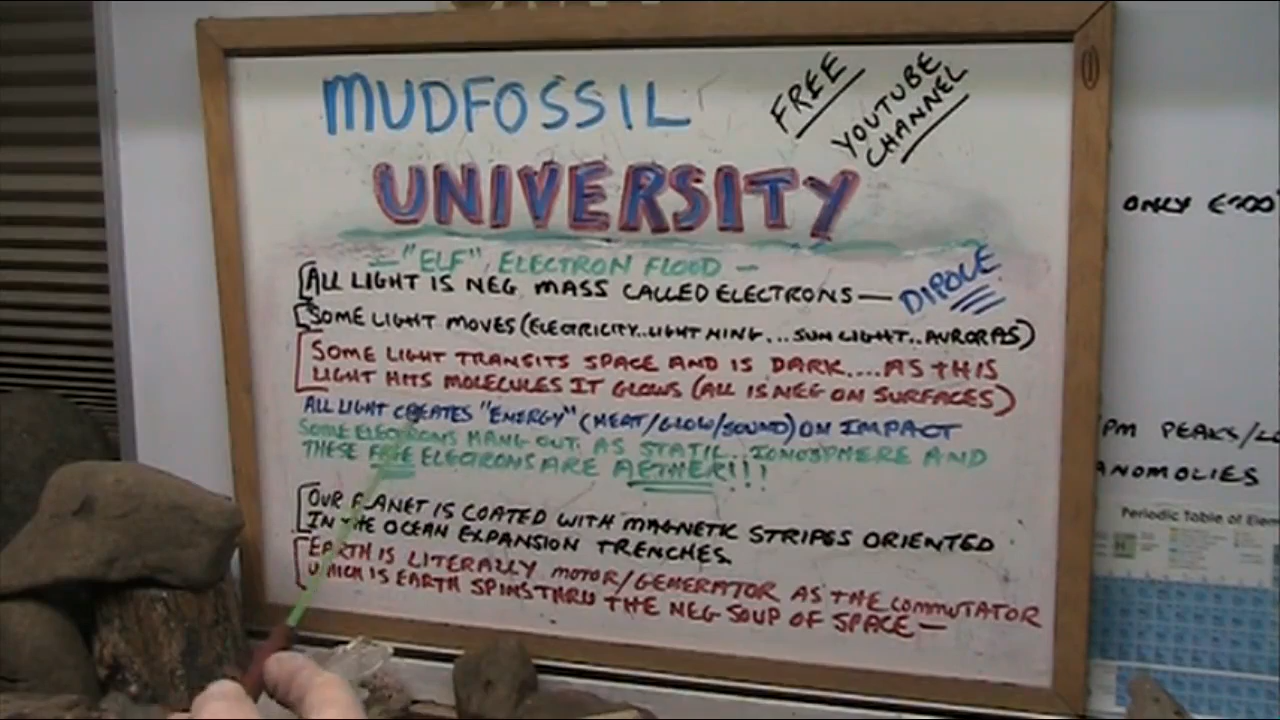 MUDFOSSIL
UNIVERSITY
FREE
YOUTUBE
CHANNEL
①
- "ELF" ELECTRON FLOOD -
ALL LIGHT IS NEG MASS CALLED ELECTRONS — DIPOLE
SOME LIGHT MOVES (ELECTRICITY..LIGHTNING...SUNLIGHT..AURORAS)
SOME LIGHT TRANSITS SPACE AND IS DARK....AS THIS
LIGHT HITS MOLECULES IT GLOWS (ALL IS NEG ON SURFACES)
ALL LIGHT CREATES "ENERGY" (HEAT/GLOW/SOUND) ON IMPACT
SOME ELECTRONS HANG OUT AS STATIC..IONOSPHERE AND
THESE FREE ELECTRONS ARE AETHER!!!
OUR PLANET IS COATED WITH MAGNETIC STRIPES ORIENTED
IN THE OCEAN EXPANSION TRENCHES.
EARTH IS LITERALLY MOTOR/GENERATOR AS THE COMMUTATOR
WHICH IS EARTH SPINS THRU THE NEG SOUP OF SPACE —
ONLY
PM PEAKS/
ANOMOLIES
Periodic Table of Elem